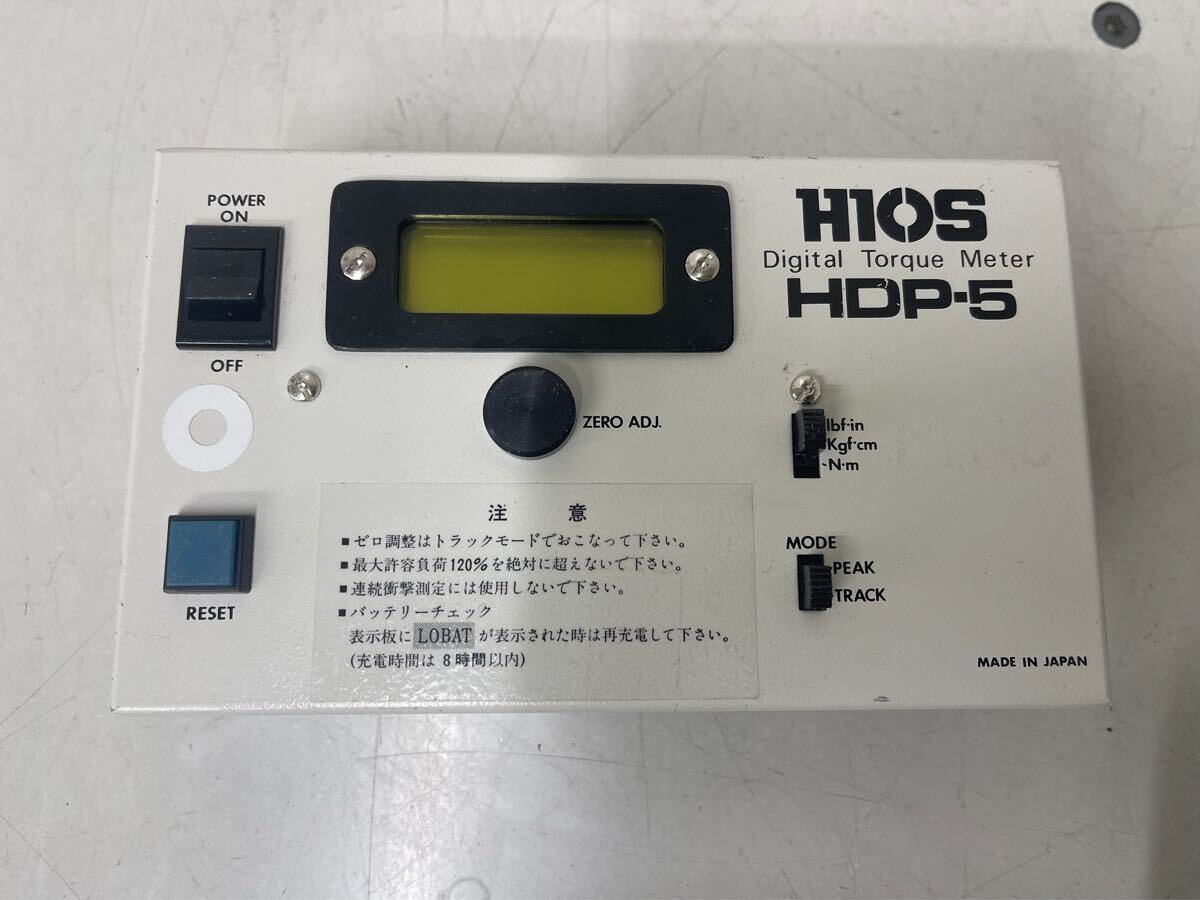 POWER
ON
OFF
RESET
HIOS
Digital Torque Meter
HDP-5
ZERO ADJ.
lbf·in
Kgf·cm
N·m
MODE
PEAK
TRACK
注 意
■ゼロ調整はトラックモードでおこなって下さい。
■最大許容負荷120%を絶対に超えないで下さい。
■連続衝撃測定には使用しないで下さい。
■バッテリーチェック
表示板に LOBAT が表示された時は再充電して下さい。
(充電時間は 8 時間以内)
MADE IN JAPAN